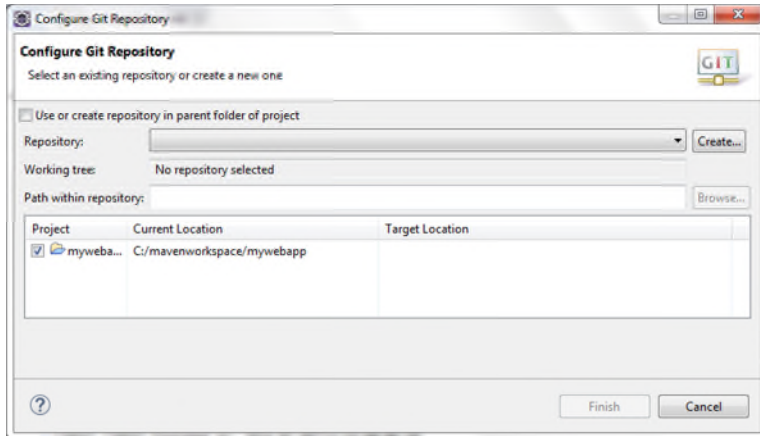 Configure Git Repository
Configure Git Repository
Select an existing repository or create a new one
GIT
Use or create repository in parent folder of project
Repository:
Create...
Working tree:
No repository selected
Path within repository:
Browse...
Project Current Location Target Location
myweba... C:/mavenworkspace/mywebapp
?
Finish Cancel